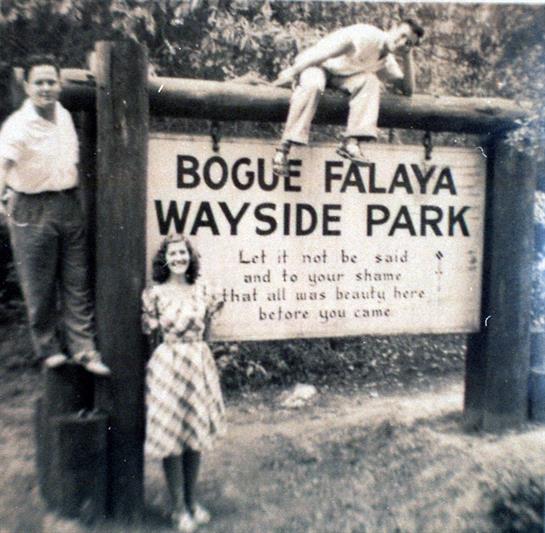 BOGUE FALAYA
WAYSIDE PARK
Let it not be said
and to your shame
that all was beauty here
before you came